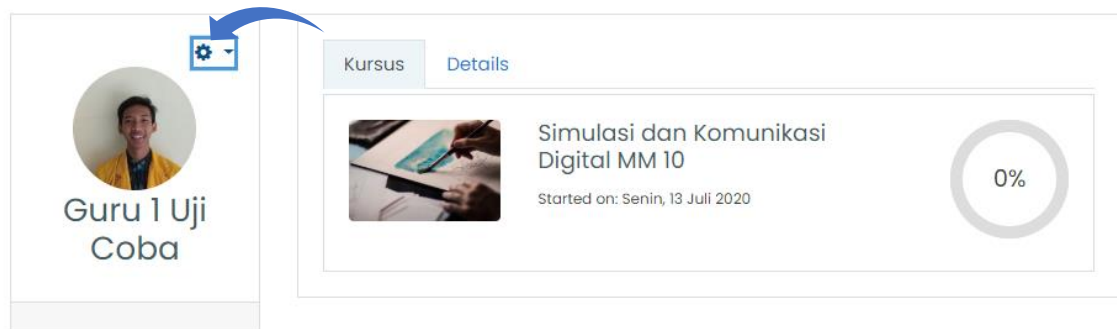 Guru 1 Uji
Coba
Kursus
Details
Simulasi dan Komunikasi
Digital MM 10
Started on: Senin, 13 Juli 2020
0%